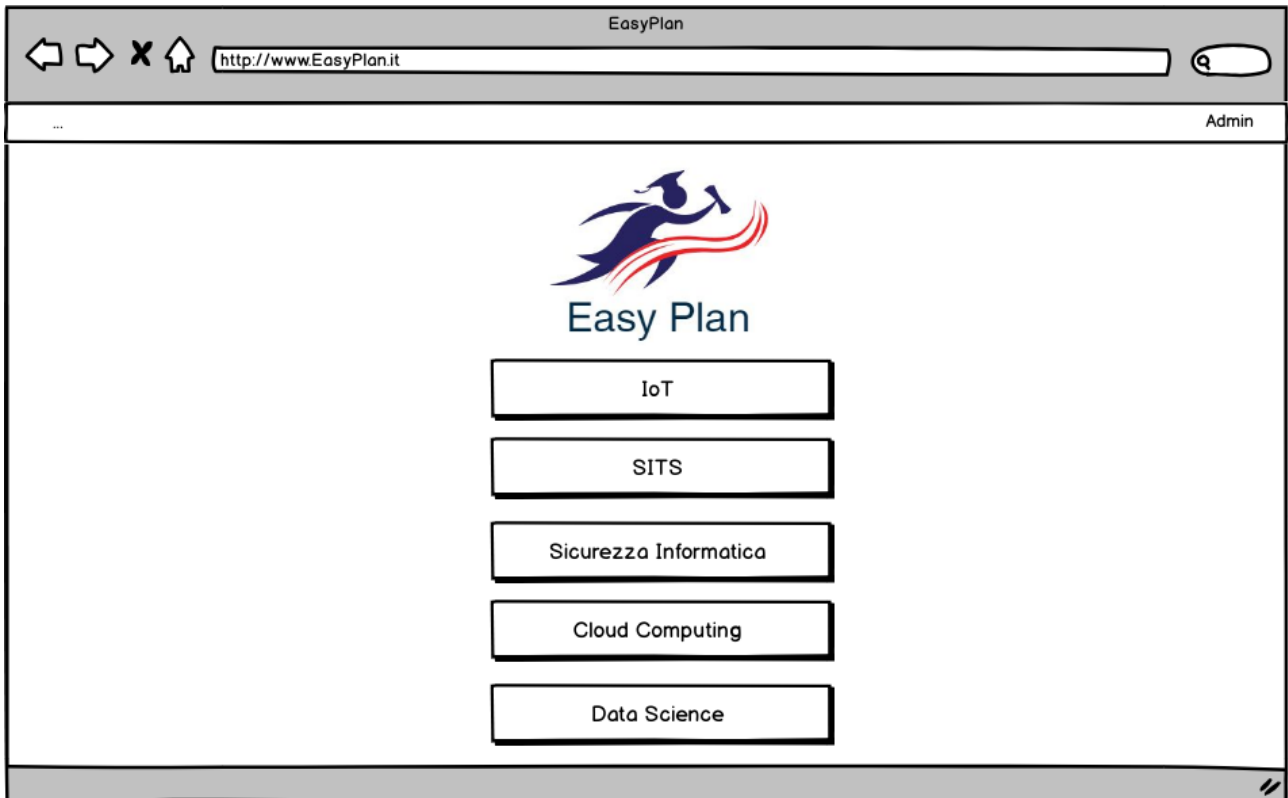 EasyPlan
http://www.EasyPlan.it
... Admin
Easy Plan
IoT
SITS
Sicurezza Informatica
Cloud Computing
Data Science